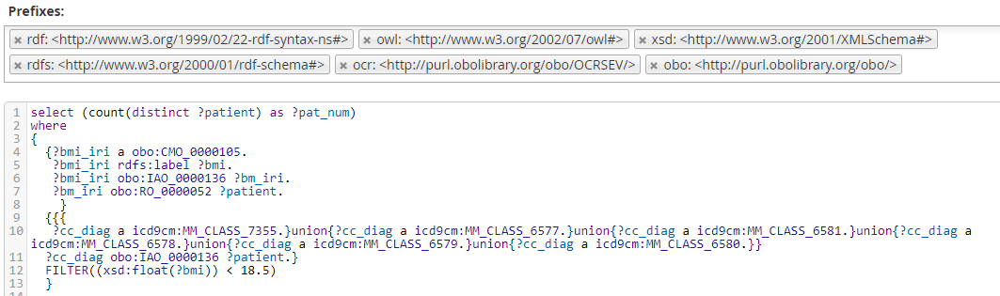 Prefixes:
× rdf: <http://www.w3.org/1999/02/22-rdf-syntax-ns#> × owl: <http://www.w3.org/2002/07/owl#> × xsd: <http://www.w3.org/2001/XMLSchema#>
× rdfs: <http://www.w3.org/2000/01/rdf-schema#> × ocr: <http://purl.obolibrary.org/obo/OCRSEV/> × obo: <http://purl.obolibrary.org/obo/>
1 select (count(distinct ?patient) as ?pat_num)
2 where
3 {
4 {?bmi_iri a obo:CMO_0000105.
5 ?bmi_iri rdfs:label ?bmi.
6 ?bmi_iri obo:IAO_0000136 ?bm_iri.
7 ?bm_iri obo:RO_0000052 ?patient.
8 }
9 {{{
10 ?cc_diag a icd9cm:MM_CLASS_7355.}union{?cc_diag a icd9cm:MM_CLASS_6577.}union{?cc_diag a icd9cm:MM_CLASS_6581.}union{?cc_diag a
icd9cm:MM_CLASS_6578.}union{?cc_diag a icd9cm:MM_CLASS_6579.}union{?cc_diag a icd9cm:MM_CLASS_6580.}}
11 ?cc_diag obo:IAO_0000136 ?patient.}
12 FILTER((xsd:float(?bmi)) < 18.5)
13 }